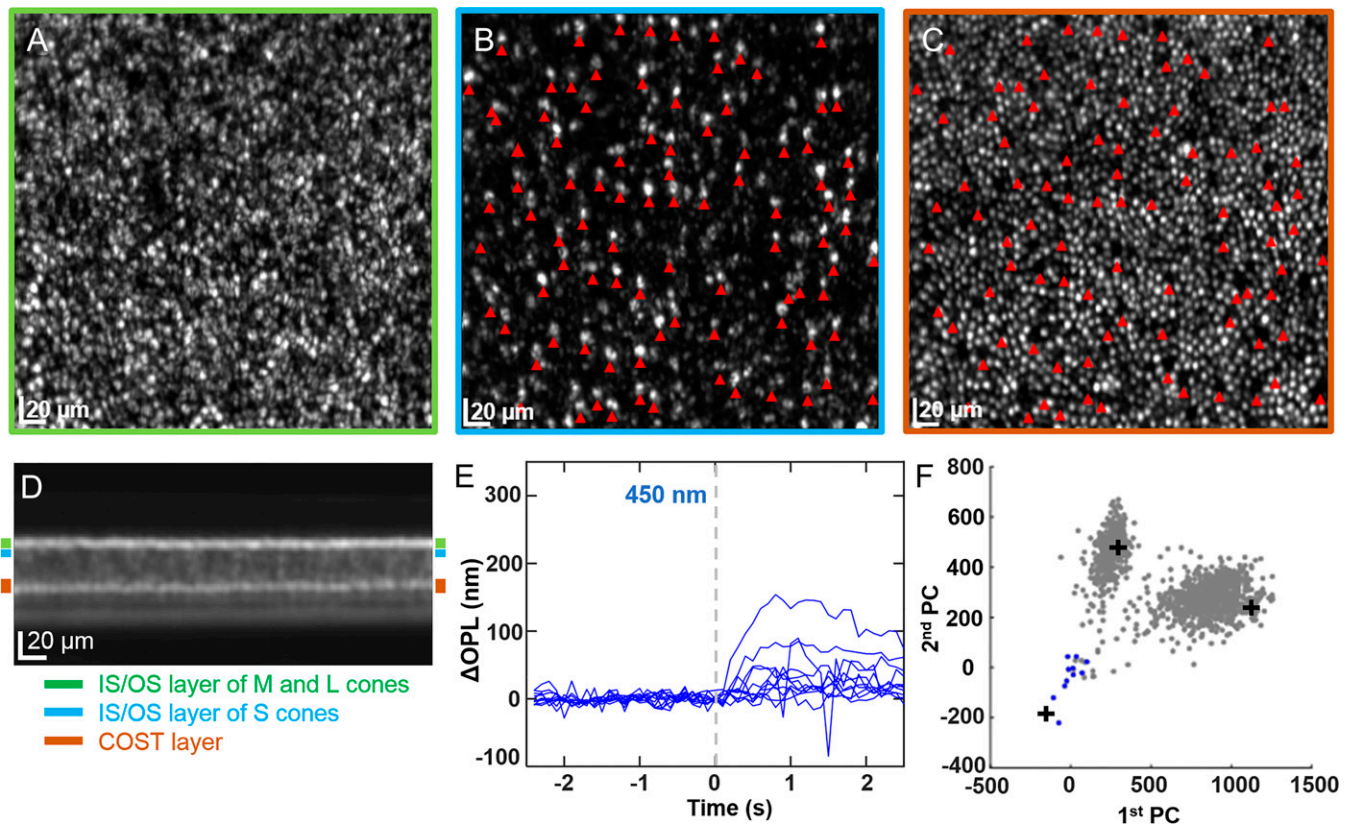 A
B
C
20 µm
20 µm
20 µm
D
20 µm
IS/OS layer of M and L cones
IS/OS layer of S cones
COST layer
E
450 nm
ΔOPL (nm)
300
200
100
0
-100
-2
-1
0
1
2
Time (s)
F
2nd PC
800
600
400
200
0
-200
-400
-500
0
500
1000
1500
1st PC